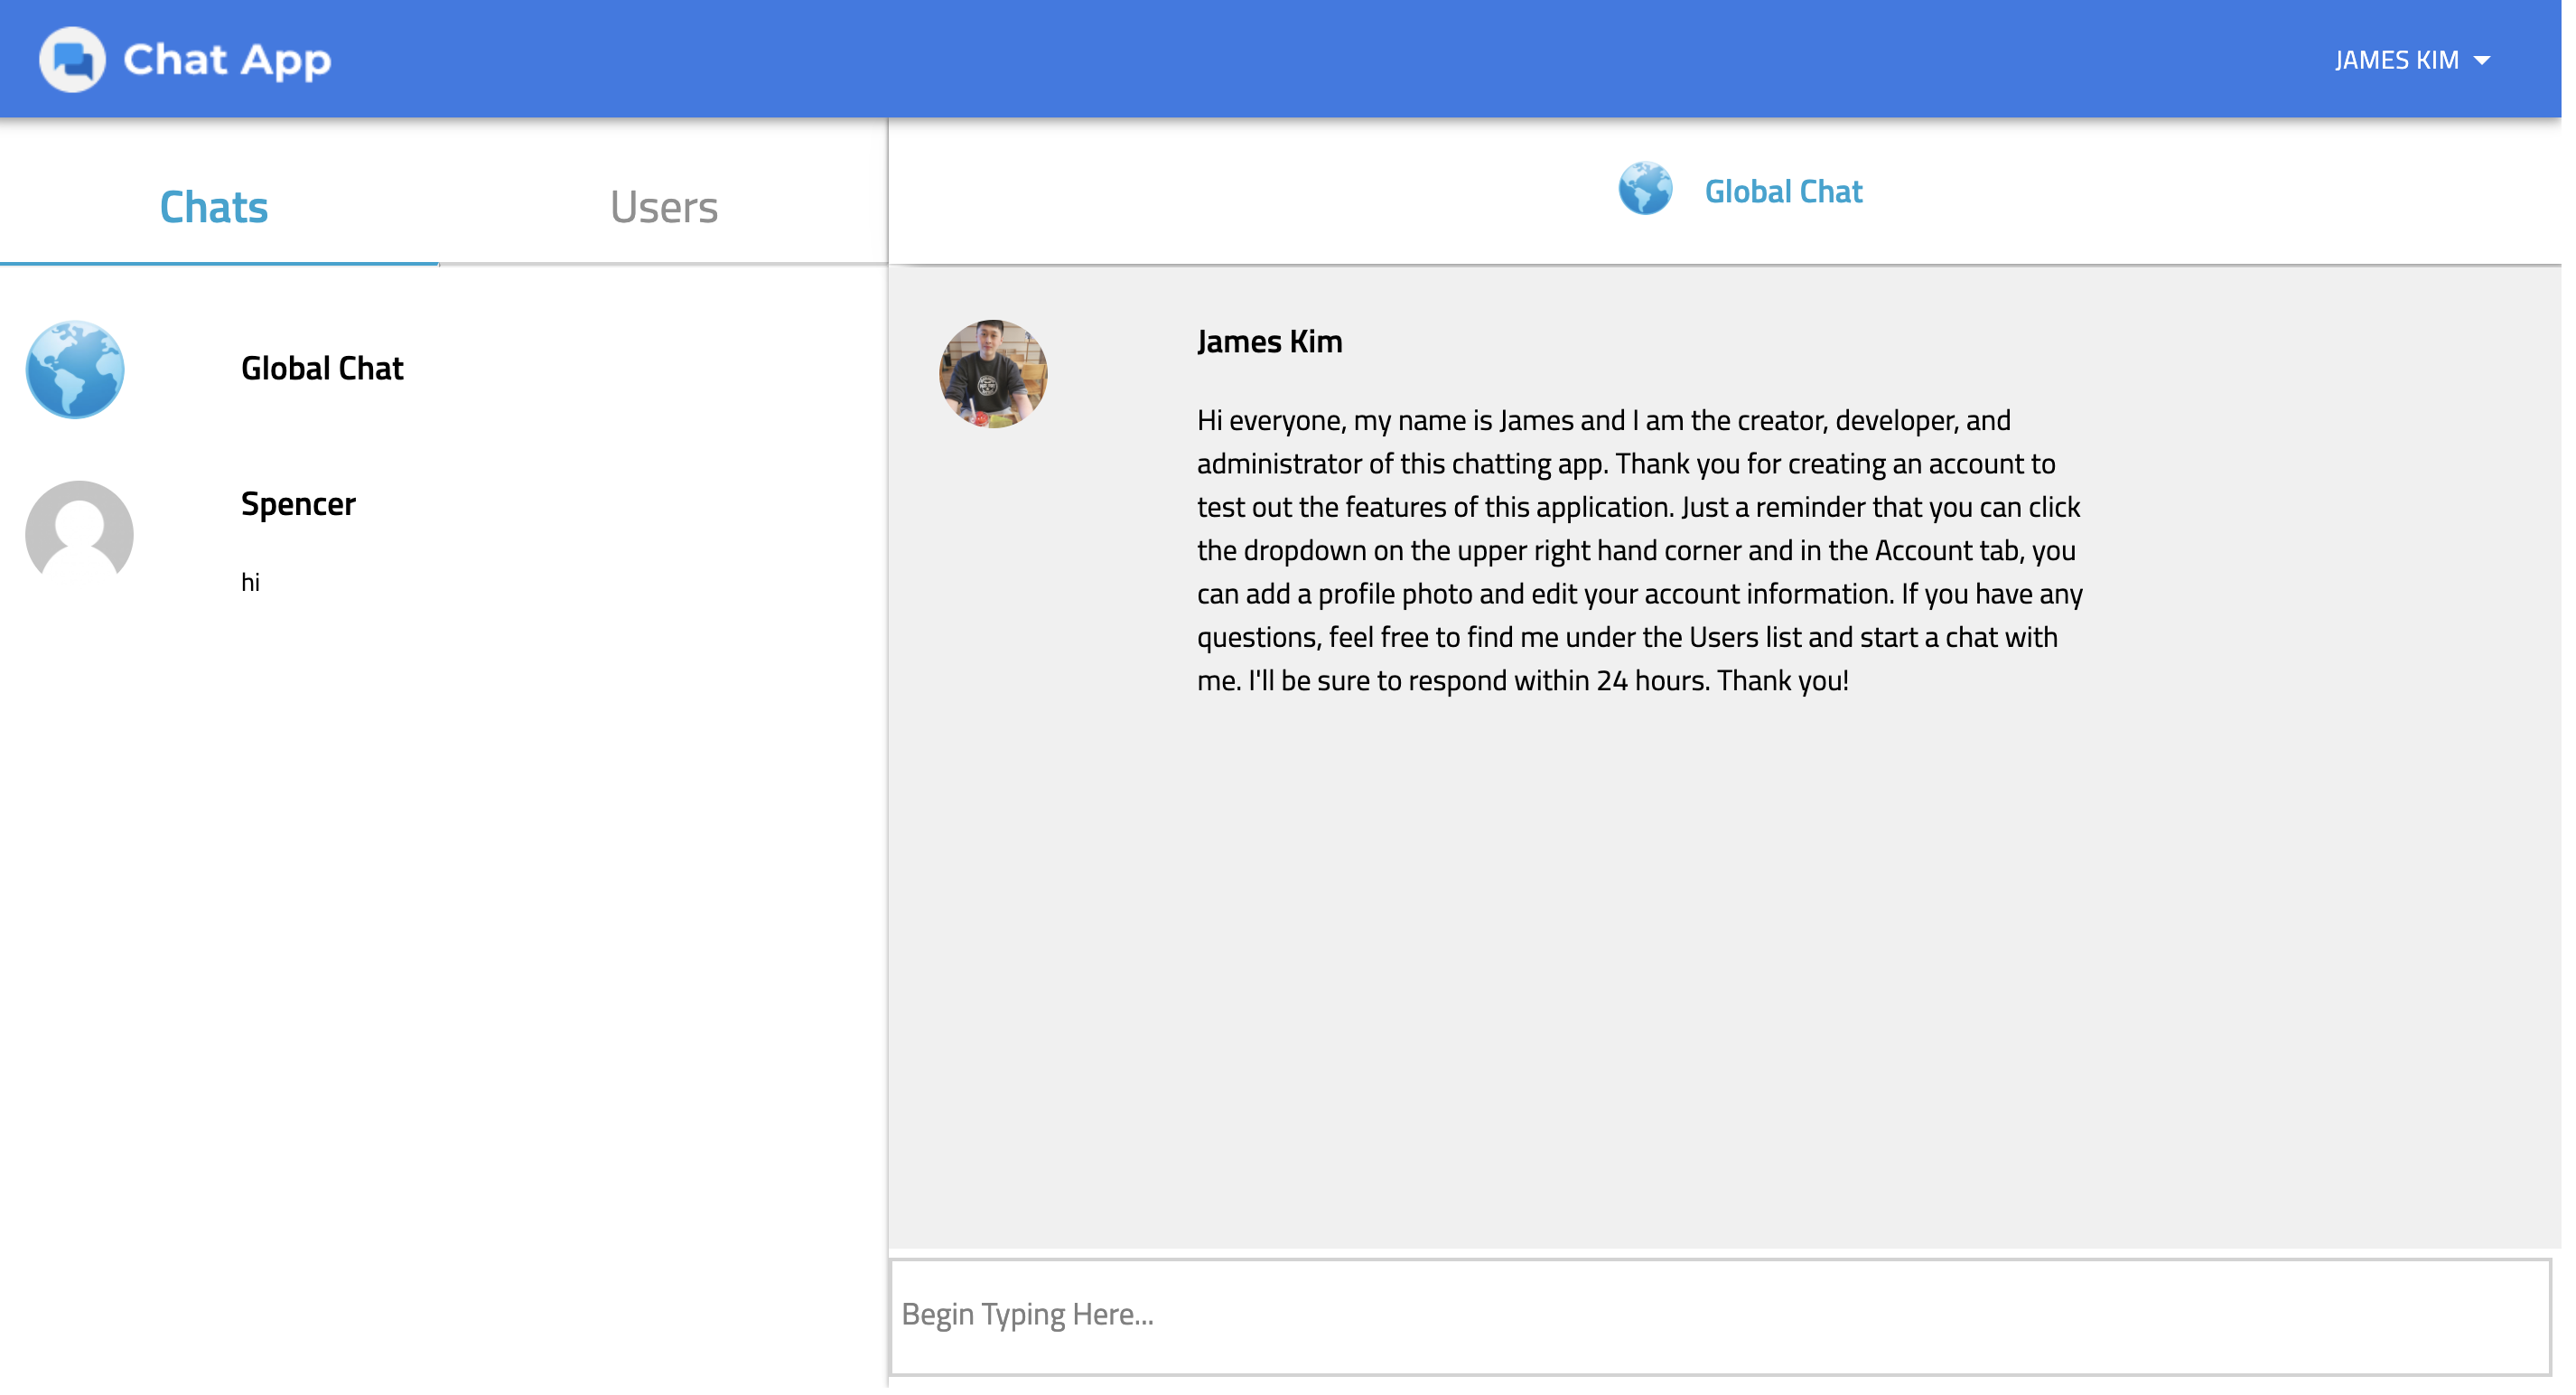 Chat App
JAMES KIM
Chats
Users
Global Chat
Global Chat
Spencer
hi
James Kim
Hi everyone, my name is James and I am the creator, developer, and
administrator of this chatting app. Thank you for creating an account to
test out the features of this application. Just a reminder that you can click
the dropdown on the upper right hand corner and in the Account tab, you
can add a profile photo and edit your account information. If you have any
questions, feel free to find me under the Users list and start a chat with
me. I'll be sure to respond within 24 hours. Thank you!
Begin Typing Here...